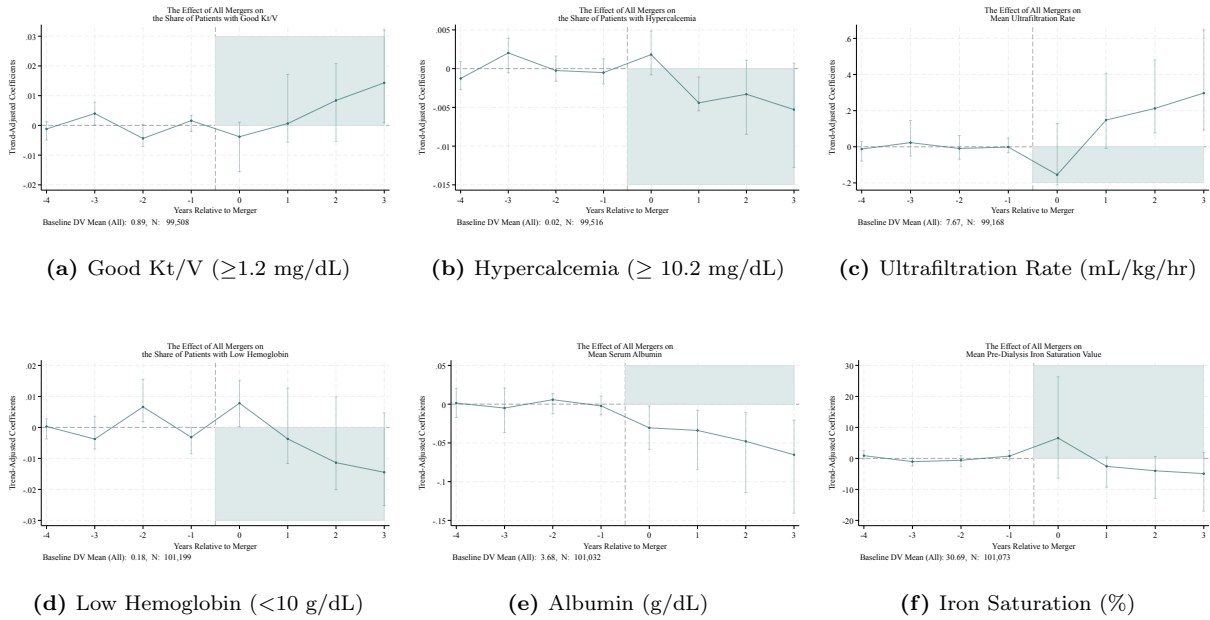 The Effect of All Mergers on
the Share of Patients with Good Kt/V
.03
.02
.01
0
-.01
-.02
Trend-Adjusted Coefficients
-4 -3 -2 -1 0 1 2 3
Years Relative to Merger
Baseline DV Mean (All): 0.89, N: 99,508
(a) Good Kt/V (≥1.2 mg/dL)
The Effect of All Mergers on
the Share of Patients with Hypercalcemia
.005
0
-.005
-.01
-.015
Trend-Adjusted Coefficients
-4 -3 -2 -1 0 1 2 3
Years Relative to Merger
Baseline DV Mean (All): 0.02, N: 99,516
(b) Hypercalcemia (≥ 10.2 mg/dL)
The Effect of All Mergers on
Mean Ultrafiltration Rate
.6
.4
.2
0
-.2
Trend-Adjusted Coefficients
-4 -3 -2 -1 0 1 2 3
Years Relative to Merger
Baseline DV Mean (All): 7.67, N: 99,168
(c) Ultrafiltration Rate (mL/kg/hr)
The Effect of All Mergers on
the Share of Patients with Low Hemoglobin
.02
.01
0
-.01
-.02
-.03
Trend-Adjusted Coefficients
-4 -3 -2 -1 0 1 2 3
Years Relative to Merger
Baseline DV Mean (All): 0.18, N: 101,199
(d) Low Hemoglobin (<10 g/dL)
The Effect of All Mergers on
Mean Serum Albumin
.05
0
-.05
-.1
-.15
Trend-Adjusted Coefficients
-4 -3 -2 -1 0 1 2 3
Years Relative to Merger
Baseline DV Mean (All): 3.68, N: 101,032
(e) Albumin (g/dL)
The Effect of All Mergers on
Mean Pre-Dialysis Iron Saturation Value
30
20
10
0
-10
-20
Trend-Adjusted Coefficients
-4 -3 -2 -1 0 1 2 3
Years Relative to Merger
Baseline DV Mean (All): 30.69, N: 101,073
(f) Iron Saturation (%)